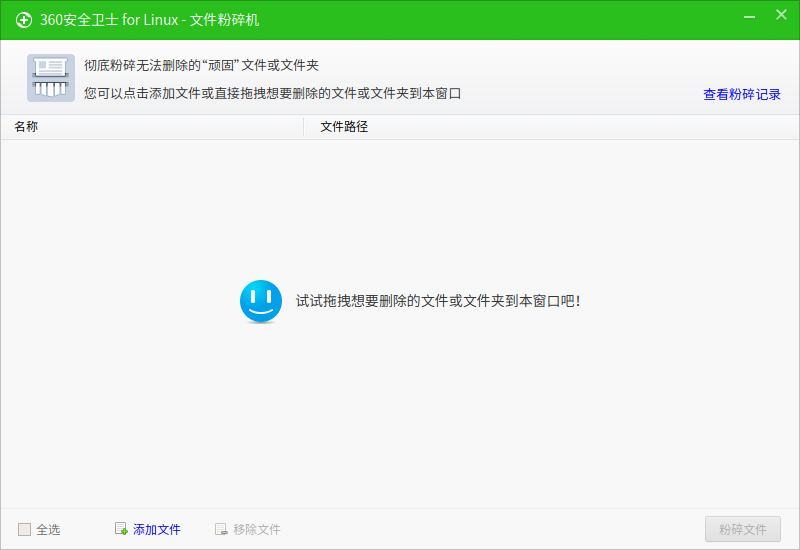 360安全卫士 for Linux - 文件粉碎机
彻底粉碎无法删除的“顽固”文件或文件夹
您可以点击添加文件或直接拖拽想要删除的文件或文件夹到本窗口
查看粉碎记录
名称 文件路径
试试拖拽想要删除的文件或文件夹到本窗口吧！
全选 添加文件 移除文件 粉碎文件